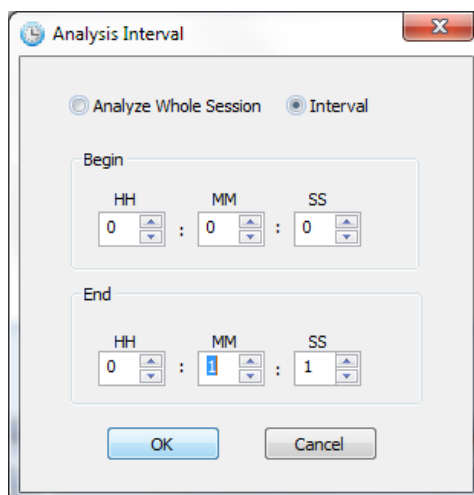 Analysis Interval
Analyze Whole Session Interval
Begin
HH MM SS
0 : 0 : 0
End
HH MM SS
0 : 1 : 1
OK Cancel